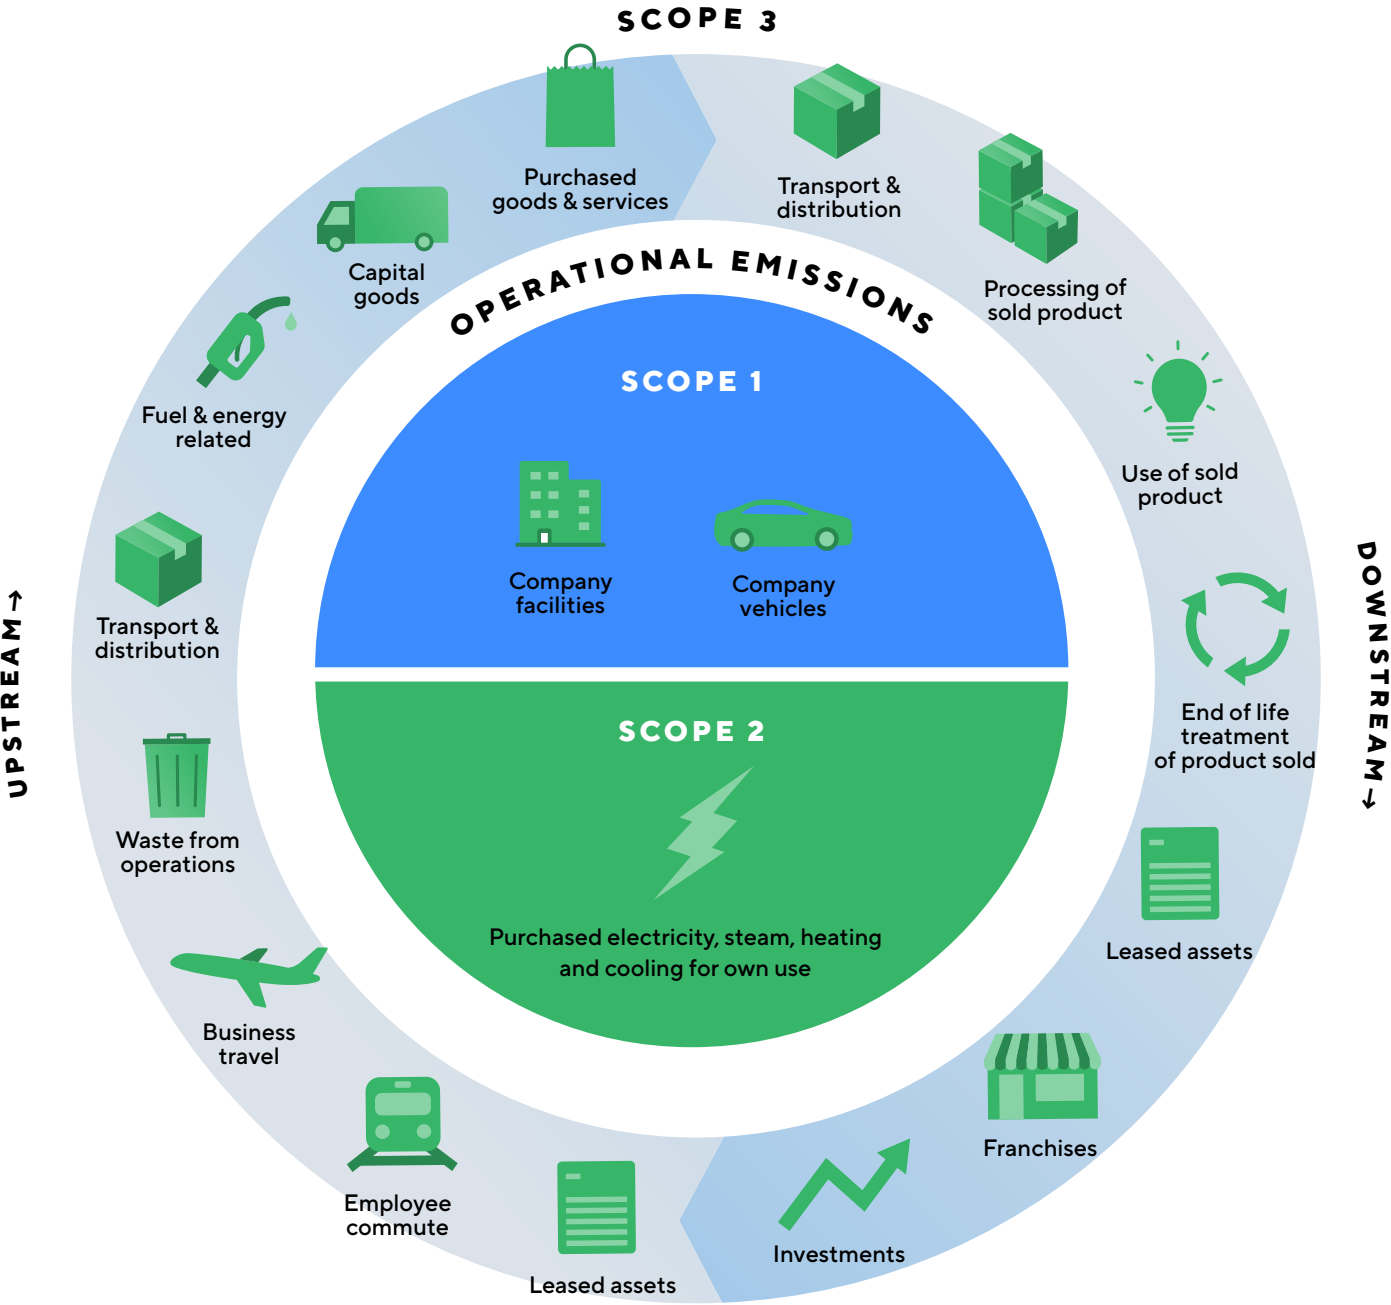 SCOPE 3
Purchased
goods & services
Transport &
distribution
Capital
goods
Processing of
sold product
OPERATIONAL EMISSIONS
Fuel & energy
related
SCOPE 1
Use of sold
product
Company
facilities
Company
vehicles
Transport &
distribution
UPSTREAM→
DOWNSTREAM→
End of life
treatment
of product sold
SCOPE 2
Waste from
operations
Purchased electricity, steam, heating
and cooling for own use
Leased assets
Business
travel
Franchises
Employee
commute
Investments
Leased assets